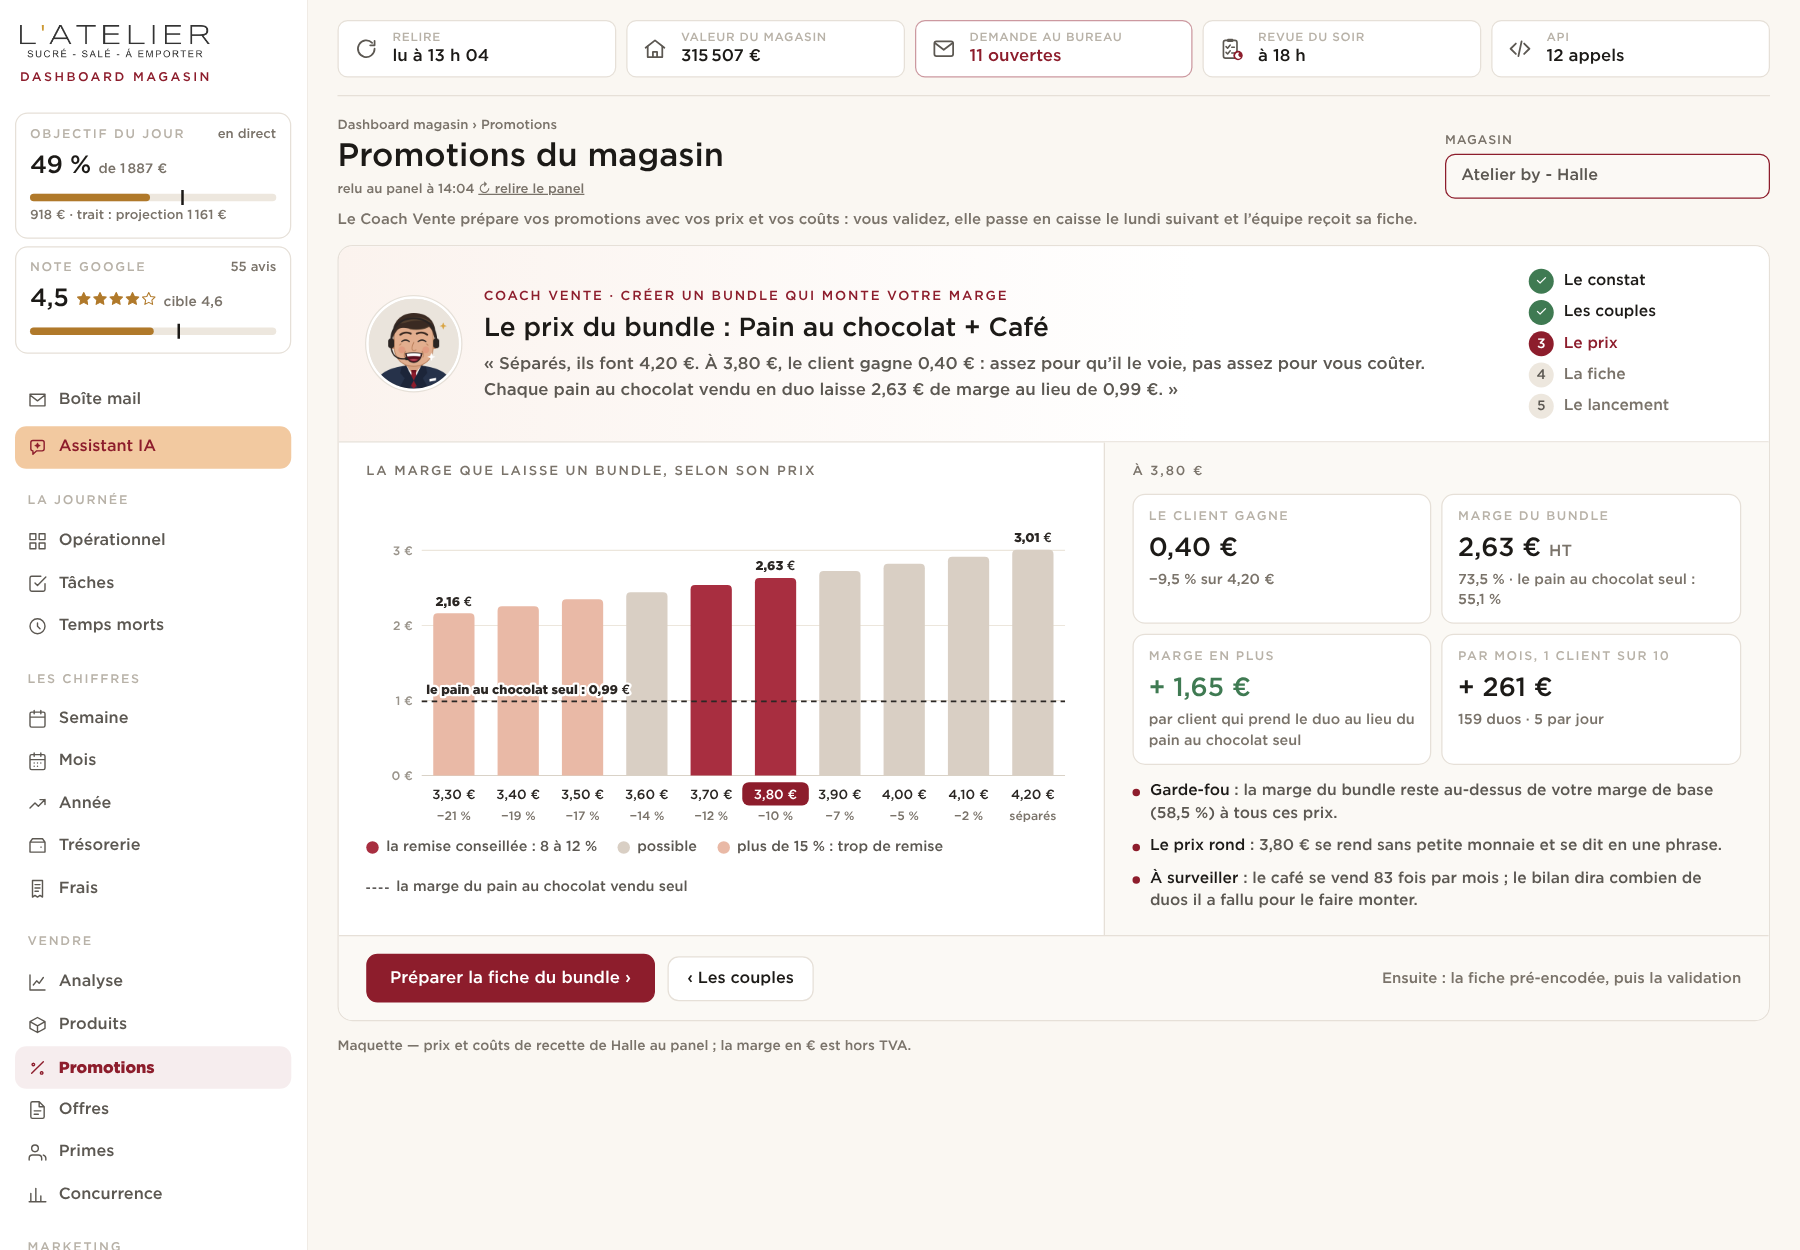 L'ATELIER
SUCRÉ - SALÉ - À EMPORTER
DASHBOARD MAGASIN
OBJECTIF DU JOUR en direct
49 % de 1 887 €
918 € · trait : projection 1 161 €
NOTE GOOGLE 55 avis
4,5 cible 4,6
Boîte mail
Assistant IA
LA JOURNÉE
Opérationnel
Tâches
Temps morts
LES CHIFFRES
Semaine
Mois
Année
Trésorerie
Frais
VENDRE
Analyse
Produits
Promotions
Offres
Primes
Concurrence
MARKETING
RELIRE
lu à 13 h 04
VALEUR DU MAGASIN
315 507 €
DEMANDE AU BUREAU
11 ouvertes
REVUE DU SOIR
à 18 h
API
12 appels
Dashboard magasin › Promotions
Promotions du magasin
relu au panel à 14:04 ↻ relire le panel
MAGASIN
Atelier by - Halle
Le Coach Vente prépare vos promotions avec vos prix et vos coûts : vous validez, elle passe en caisse le lundi suivant et l’équipe reçoit sa fiche.
COACH VENTE · CRÉER UN BUNDLE QUI MONTE VOTRE MARGE
Le prix du bundle : Pain au chocolat + Café
« Séparés, ils font 4,20 €. À 3,80 €, le client gagne 0,40 € : assez pour qu’il le voie, pas assez pour vous coûter.
Chaque pain au chocolat vendu en duo laisse 2,63 € de marge au lieu de 0,99 €. »
Le constat
Les couples
3 Le prix
4 La fiche
5 Le lancement
LA MARGE QUE LAISSE UN BUNDLE, SELON SON PRIX
3 €
2 €
1 €
0 €
2,16 €
2,63 €
3,01 €
le pain au chocolat seul : 0,99 €
3,30 € 3,40 € 3,50 € 3,60 € 3,70 € 3,80 € 3,90 € 4,00 € 4,10 € 4,20 €
−21 % −19 % −17 % −14 % −12 % −10 % −7 % −5 % −2 % séparés
la remise conseillée : 8 à 12 % possible plus de 15 % : trop de remise
la marge du pain au chocolat vendu seul
À 3,80 €
LE CLIENT GAGNE
0,40 €
−9,5 % sur 4,20 €
MARGE DU BUNDLE
2,63 € HT
73,5 % · le pain au chocolat seul :
55,1 %
MARGE EN PLUS
+ 1,65 €
par client qui prend le duo au lieu du
pain au chocolat seul
PAR MOIS, 1 CLIENT SUR 10
+ 261 €
159 duos · 5 par jour
Garde-fou : la marge du bundle reste au-dessus de votre marge de base
(58,5 %) à tous ces prix.
Le prix rond : 3,80 € se rend sans petite monnaie et se dit en une phrase.
À surveiller : le café se vend 83 fois par mois ; le bilan dira combien de
duos il a fallu pour le faire monter.
Préparer la fiche du bundle ›
‹ Les couples
Ensuite : la fiche pré-encodée, puis la validation
Maquette — prix et coûts de recette de Halle au panel ; la marge en € est hors TVA.